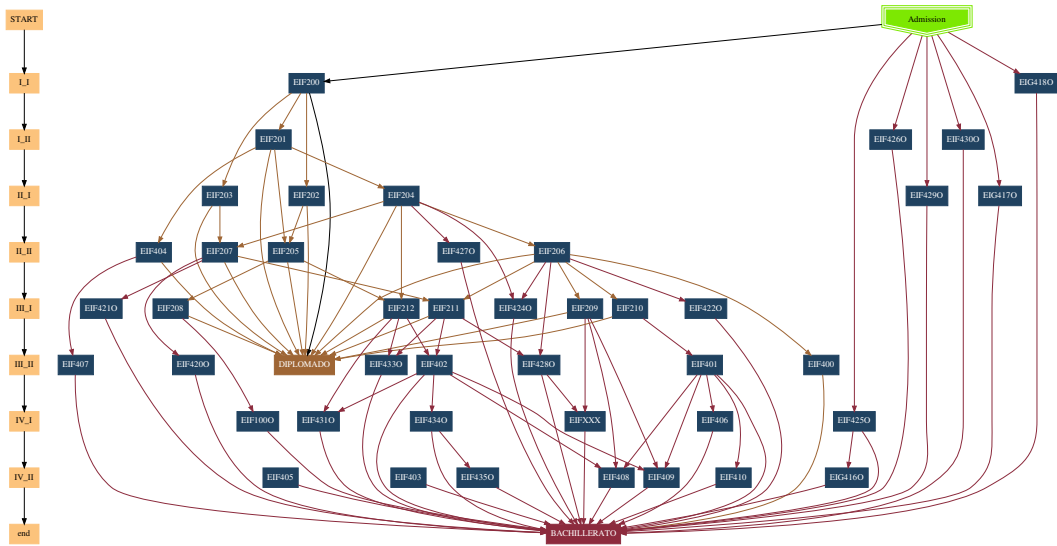 START
Admission
I_I
EIF200
EIG418O
I_II
EIF201
EIF426O
EIF430O
II_I
EIF203
EIF202
EIF204
EIF429O
EIG417O
II_II
EIF404
EIF207
EIF205
EIF427O
EIF206
III_I
EIF421O
EIF208
EIF212
EIF211
EIF424O
EIF209
EIF210
EIF422O
III_II
EIF407
EIF420O
DIPLOMADO
EIF433O
EIF402
EIF428O
EIF401
EIF400
IV_I
EIF100O
EIF431O
EIF434O
EIFXXX
EIF406
EIF425O
IV_II
EIF405
EIF403
EIF435O
EIF408
EIF409
EIF410
EIG416O
end
BACHILLERATO